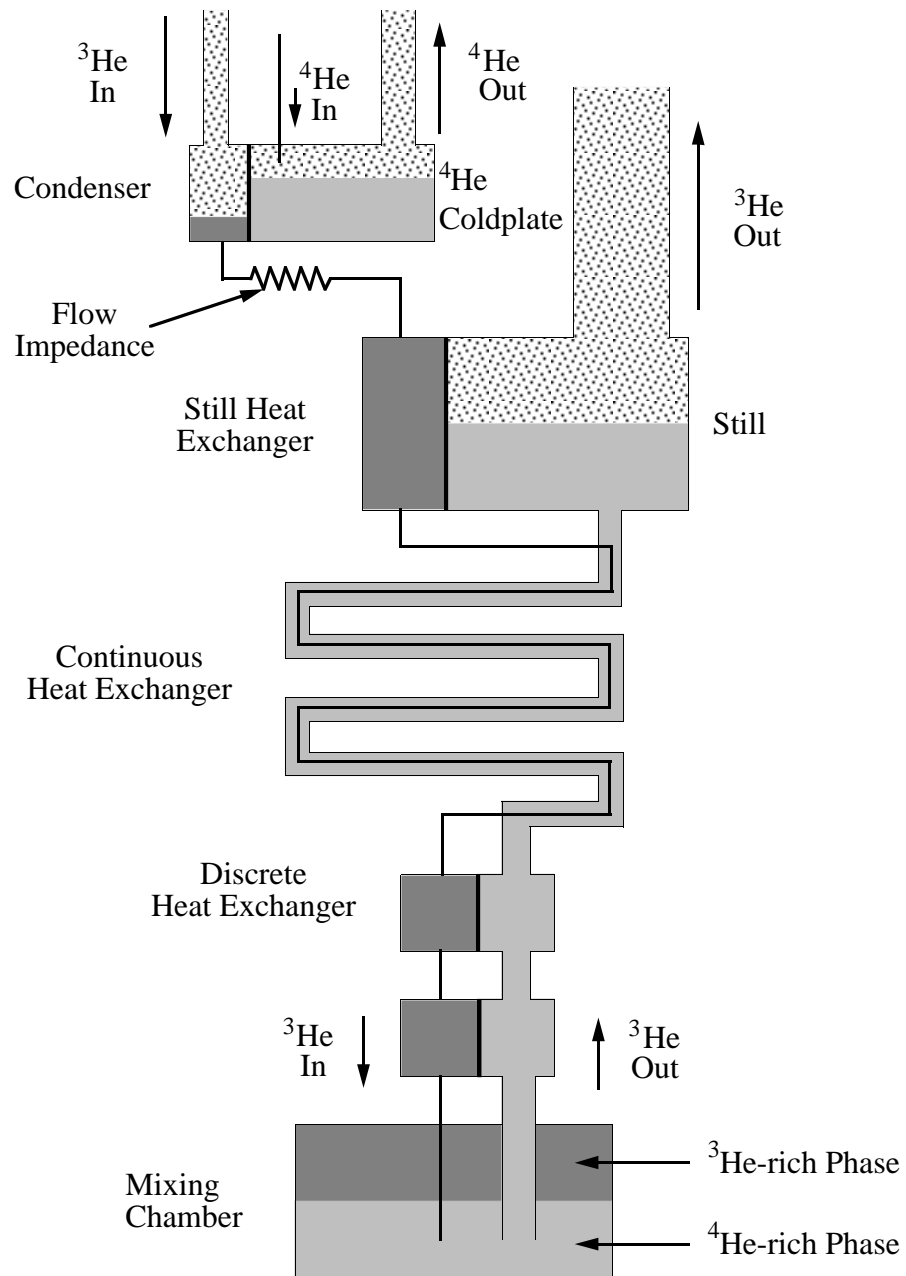 ³He
In
⁴He
In
⁴He
Out
Condenser
⁴He
Coldplate
³He
Out
Flow
Impedance
Still Heat
Exchanger
Still
Continuous
Heat Exchanger
Discrete
Heat Exchanger
³He
In
³He
Out
Mixing
Chamber
³He-rich Phase
⁴He-rich Phase